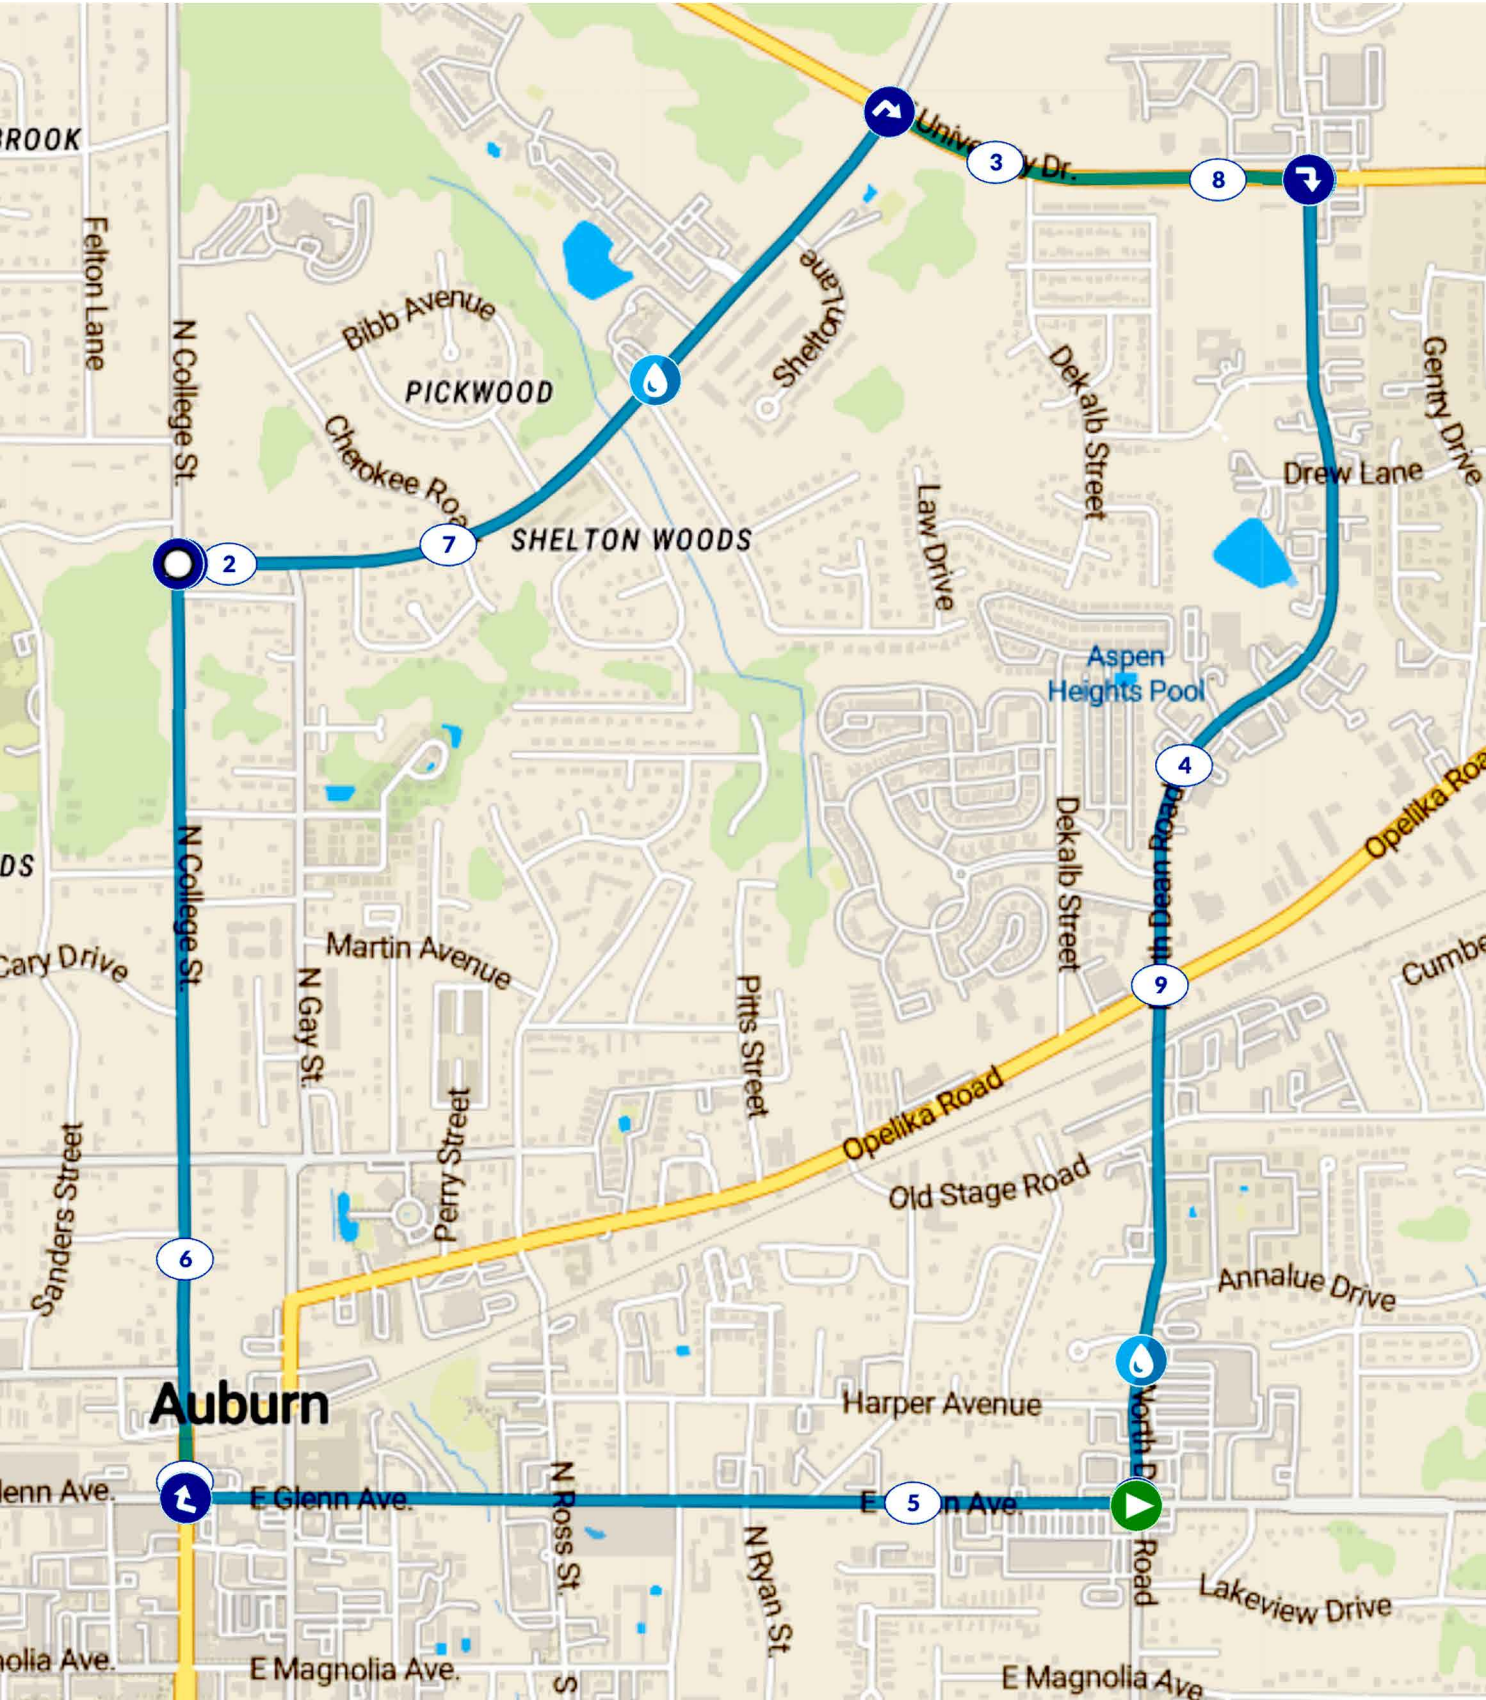 University Dr.
3
8
BROOK
Felton Lane
N College St.
Bibb Avenue
PICKWOOD
Shelton Lane
Cherokee Roa
Dekalb Street
Gentry Drive
Drew Lane
2
7
SHELTON WOODS
Law Drive
Aspen
Heights Pool
4
Opelika Roa
DS
N College St.
Dekalb Street
Cary Drive
Martin Avenue
N Gay St.
Pitts Street
9
Cumbe
Opelika Road
Sanders Street
Perry Street
Old Stage Road
6
Annalue Drive
Auburn
Harper Avenue
lenn Ave.
E Glenn Ave.
N Ross St.
5
N Ryan St.
Road
Lakeview Drive
nolia Ave.
E Magnolia Ave.
S
E Magnolia Ave